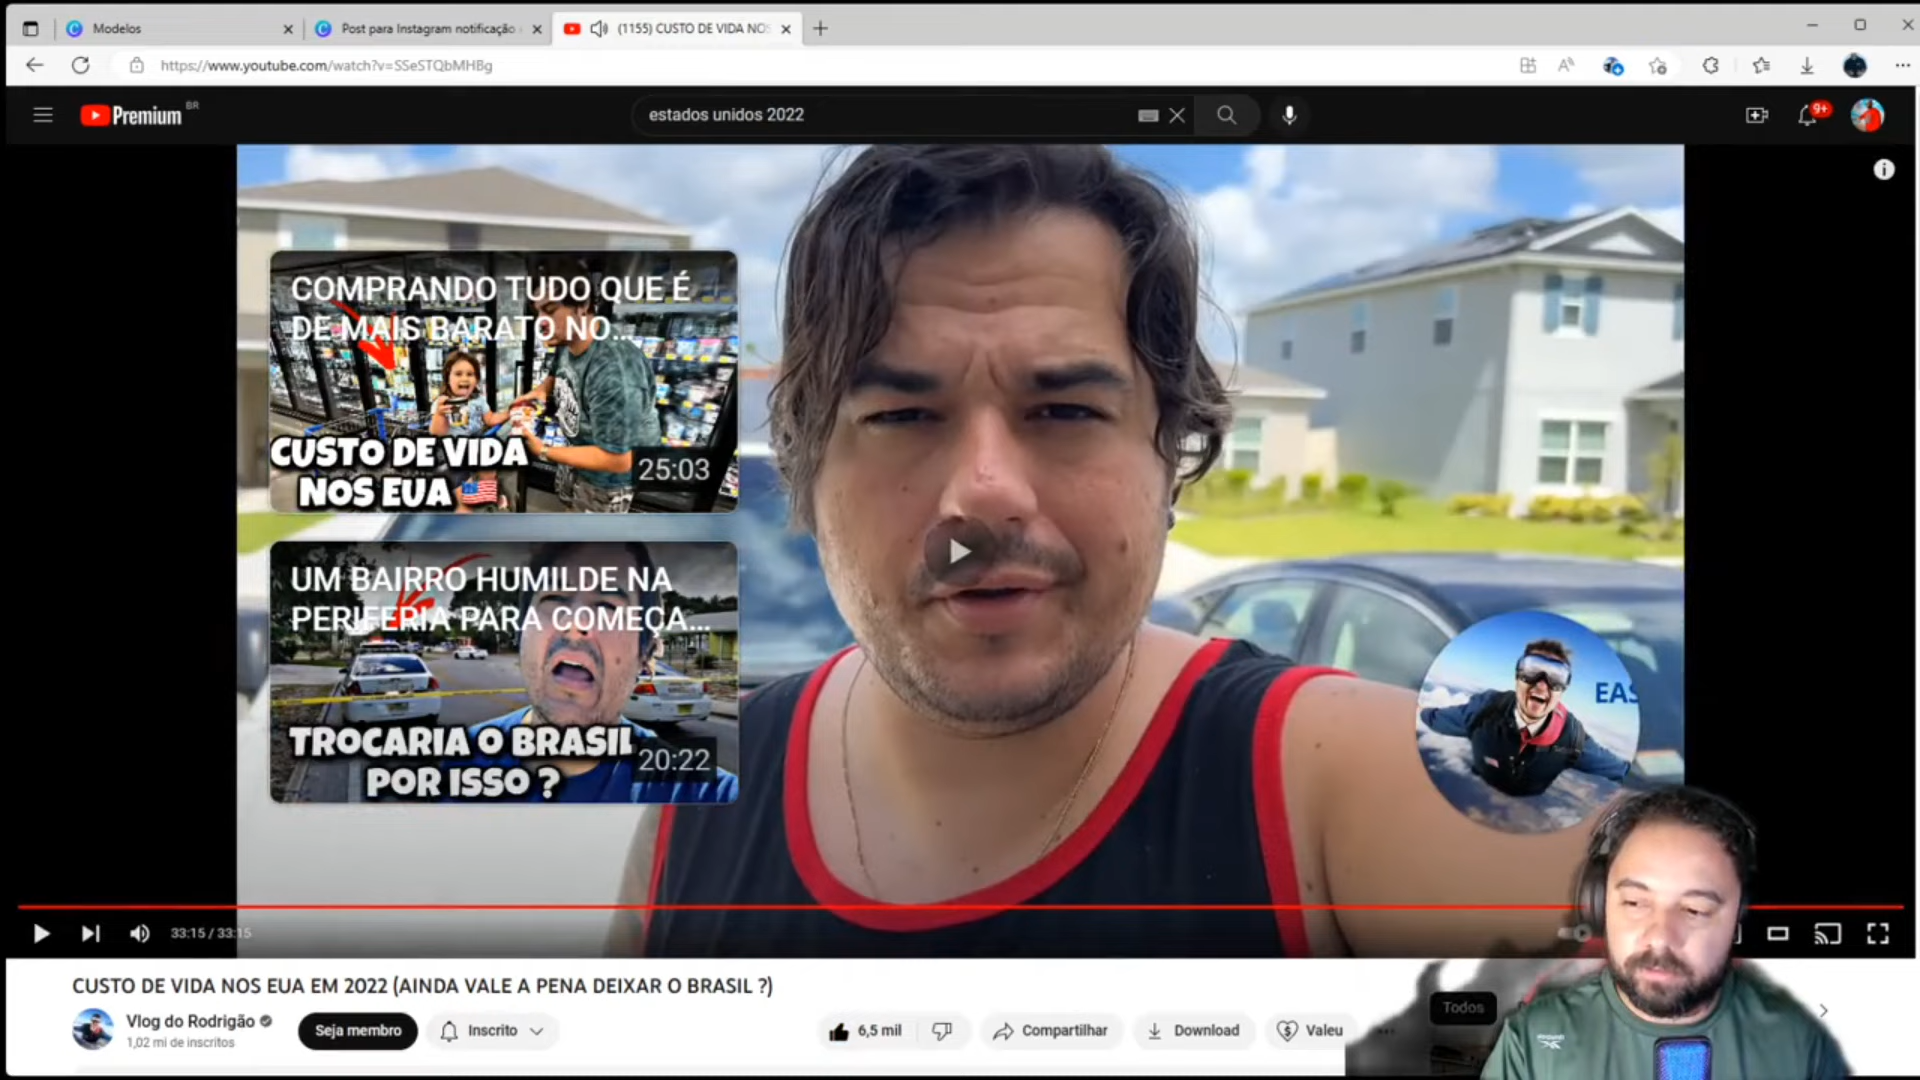 Modelos
Post para Instagram notificação
(1155) CUSTO DE VIDA NOS
https://www.youtube.com/watch?v=SSeSTQbMHBg
Premium BR
estados unidos 2022
9+
COMPRANDO TUDO QUE É
DE MAIS BARATO NO...
CUSTO DE VIDA
NOS EUA
25:03
UM BAIRRO HUMILDE NA
PERIFERIA PARA COMEÇA...
TROCARIA O BRASIL
POR ISSO ?
20:22
EAS
33:15 / 33:15
CUSTO DE VIDA NOS EUA EM 2022 (AINDA VALE A PENA DEIXAR O BRASIL ?)
Vlog do Rodrigão
1,02 mi de inscritos
Seja membro
Inscrito
6,5 mil
Compartilhar
Download
Valeu
Todos